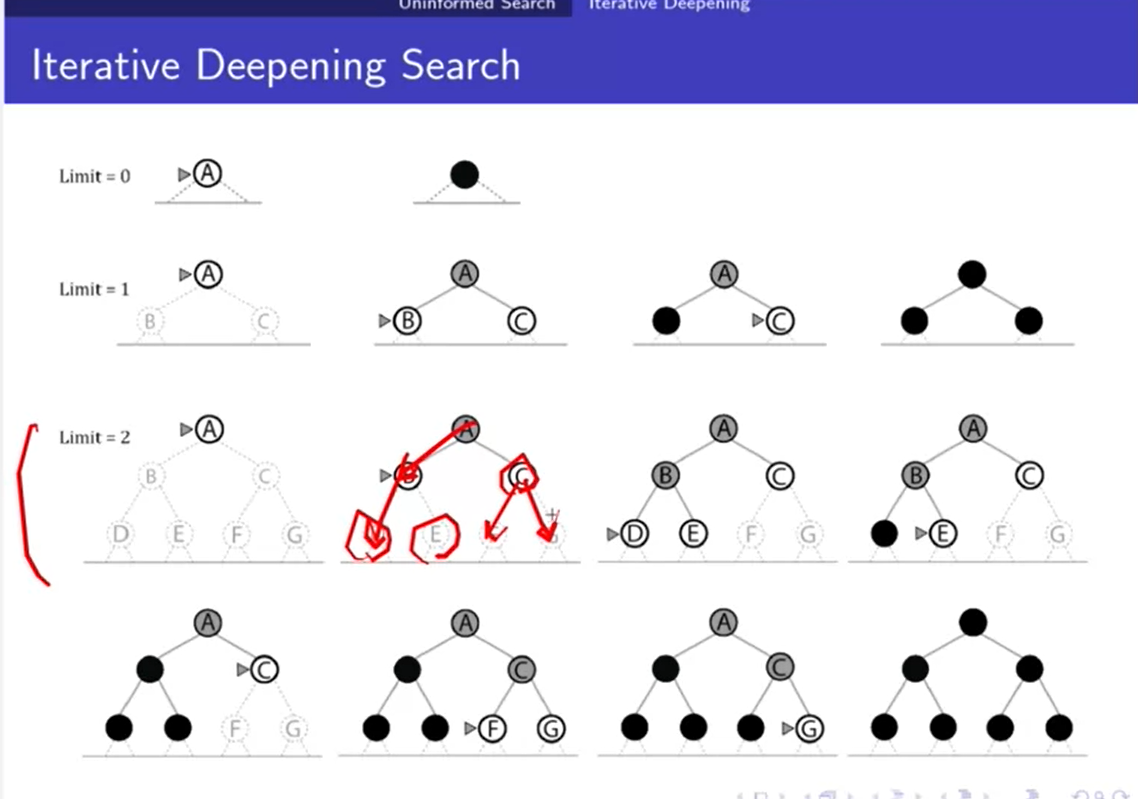 Uninformed Search Iterative Deepening
Iterative Deepening Search
Limit = 0 A
Limit = 1 A A A
B C B C C
Limit = 2 A A A A
B C C B C B C
D E F G E D E F G E F G
A A A
C C C
F G F G G